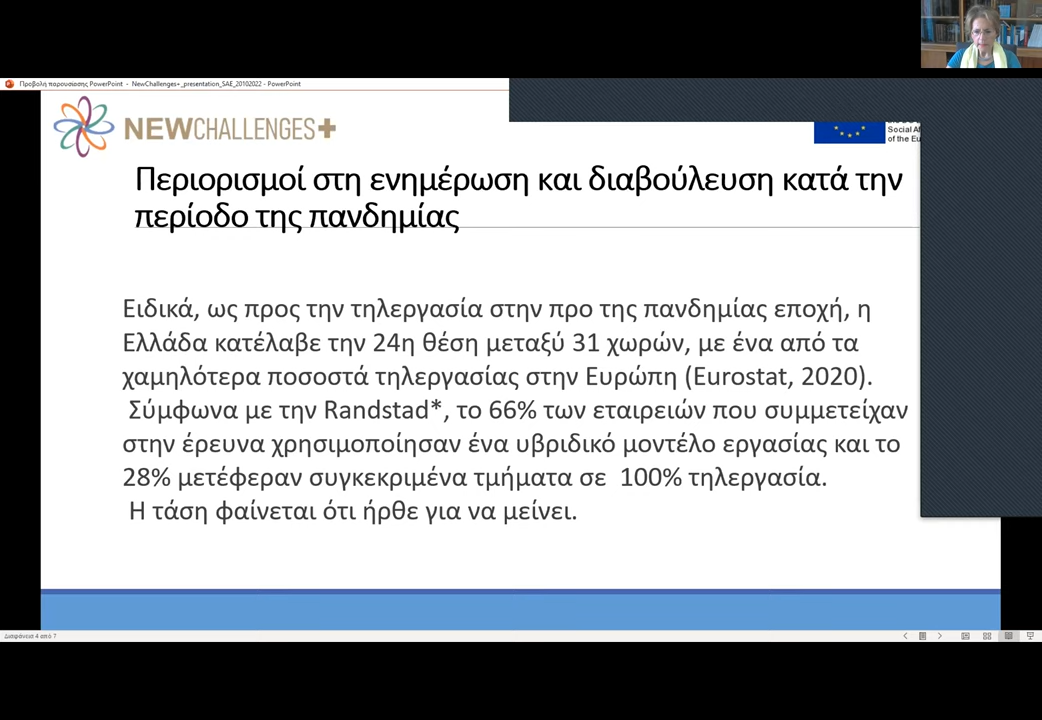 Προβολή παρουσίασης PowerPoint - NewChallenges+_presentation_SAE_20102022 - PowerPoint
NEWCHALLENGES+
Social Af
of the Eu
Περιορισμοί στη ενημέρωση και διαβούλευση κατά την
περίοδο της πανδημίας
Ειδικά, ως προς την τηλεργασία στην προ της πανδημίας εποχή, η
Ελλάδα κατέλαβε την 24η θέση μεταξύ 31 χωρών, με ένα από τα
χαμηλότερα ποσοστά τηλεργασίας στην Ευρώπη (Eurostat, 2020).
Σύμφωνα με την Randstad*, το 66% των εταιρειών που συμμετείχαν
στην έρευνα χρησιμοποίησαν ένα υβριδικό μοντέλο εργασίας και το
28% μετέφεραν συγκεκριμένα τμήματα σε 100% τηλεργασία.
Η τάση φαίνεται ότι ήρθε για να μείνει.
Διαφάνεια 4 από 7